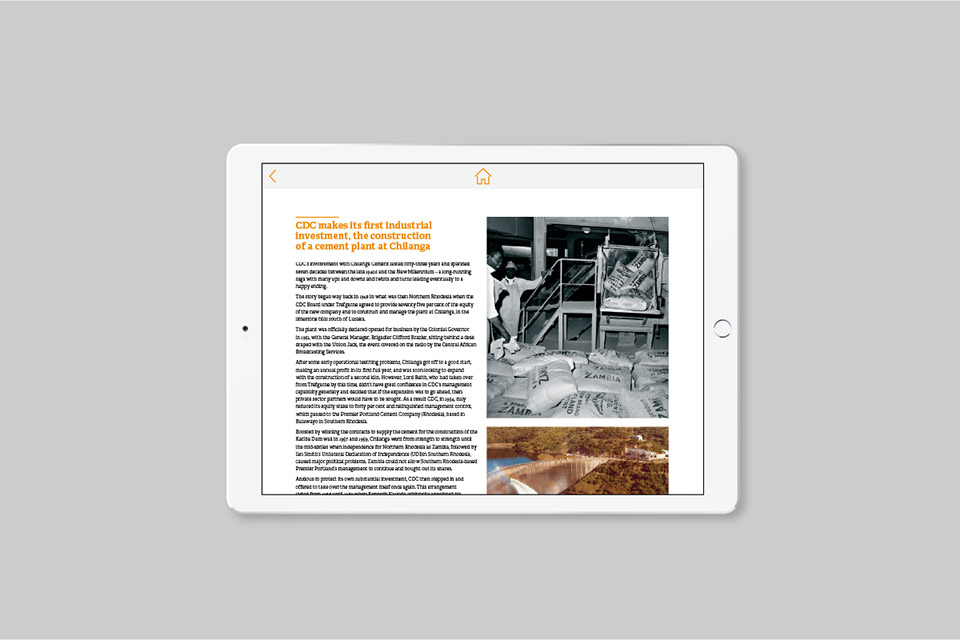 CDC makes its first industrial
investment, the construction
of a cement plant at Chilanga
CDC's involvement with Chilanga Cement lasted forty-three years and spanned
seven decades between the late 1940s and the New Millennium – a long-running
saga with many ups and downs and twists and turns leading eventually to a
happy ending.
The story began way back in 1948 in what was then Northern Rhodesia when the
CDC Board under Trefgarne agreed to provide seventy five per cent of the equity
of the new company and to construct and manage the plant at Chilanga, in the
limestone hills south of Lusaka.
The plant was officially declared opened for business by the Colonial Governor
in 1951, with the General Manager, Brigadier Clifford Brazier, sitting behind a desk
draped with the Union Jack, the event covered on the radio by the Central African
Broadcasting Services.
After some early operational teething problems, Chilanga got off to a good start,
making an annual profit in its first full year, and was soon looking to expand
with the construction of a second kiln. However, Lord Reith, who had taken over
from Trefgarne by this time, didn't have great confidence in CDC's management
capability generally and decided that if the expansion was to go ahead, then
private sector partners would have to be sought. As a result CDC, in 1954, duly
reduced its equity stake to forty per cent and relinquished management control,
which passed to the Premier Portland Cement Company (Rhodesia), based in
Bulawayo in Southern Rhodesia.
Boosted by winning the contracts to supply the cement for the construction of the
Kariba Dam wall in 1957 and 1959, Chilanga went from strength to strength until
the mid-sixties when independence for Northern Rhodesia as Zambia, followed by
Ian Smith's Unilateral Declaration of Independence (UDI) in Southern Rhodesia,
caused major political problems. Zambia could not allow Southern Rhodesia-based
Premier Portland's management to continue and bought out its shares.
Anxious to protect its own substantial investment, CDC then stepped in and
offered to take over the management itself once again. This arrangement
ZAMBIA